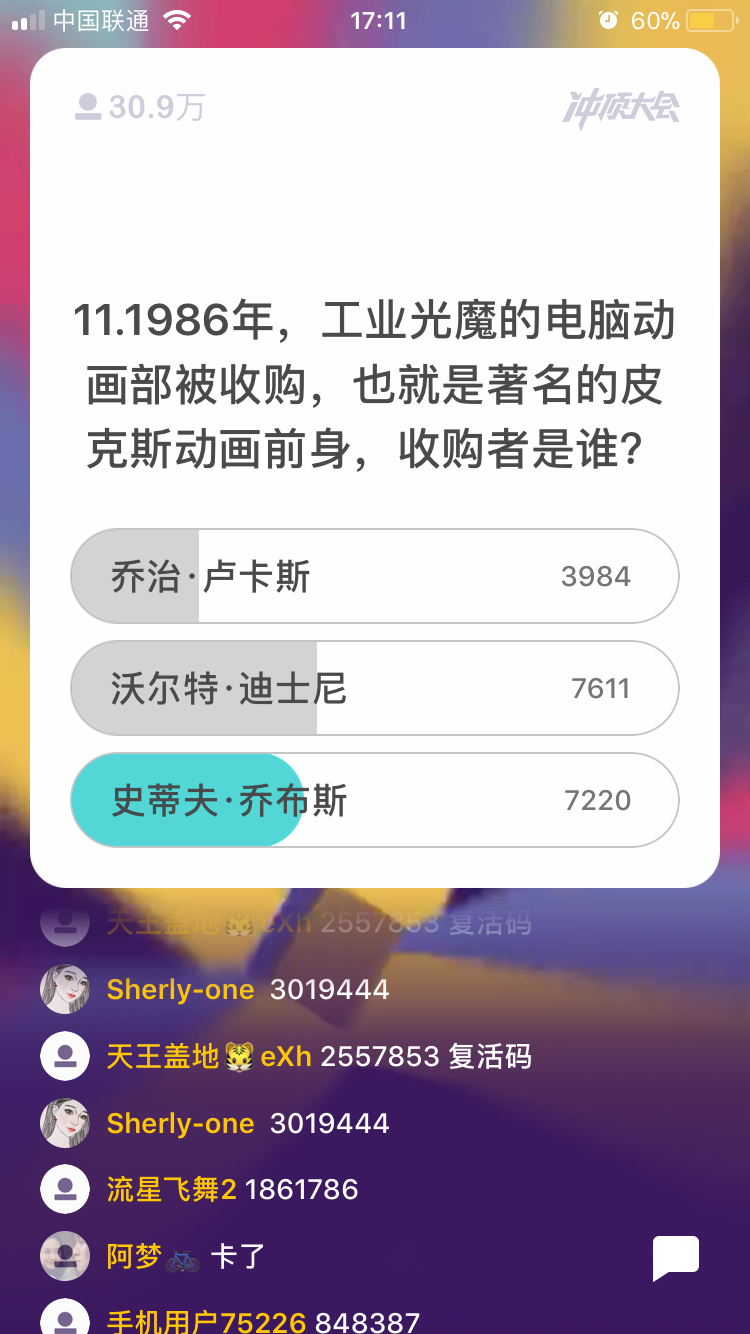 中国联通 17:11 60%
30.9万 冲顶大会
11.1986年，工业光魔的电脑动
画部被收购，也就是著名的皮
克斯动画前身，收购者是谁?
乔治·卢卡斯 3984
沃尔特·迪士尼 7611
史蒂夫·乔布斯 7220
天王盖地🐯eXh 2557853 复活码
Sherly-one 3019444
天王盖地🐯eXh 2557853 复活码
Sherly-one 3019444
流星飞舞2 1861786
阿梦🚲 卡了
手机用户75226 848387